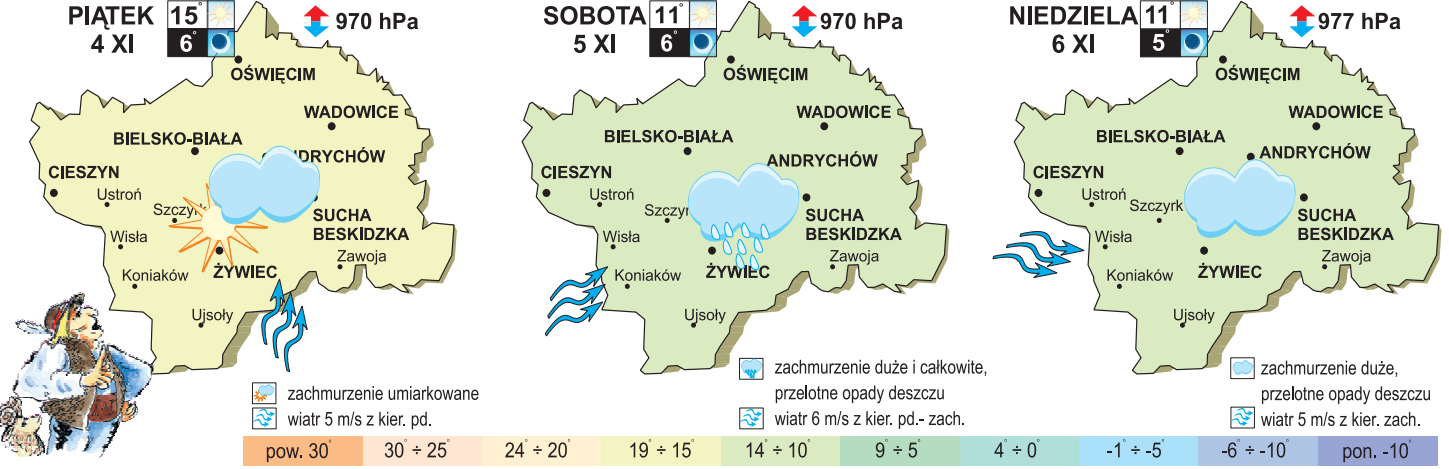 PIĄTEK 15° 970 hPa
4 XI 6°
OŚWIĘCIM
WADOWICE
BIELSKO-BIAŁA
NDRYCHÓW
CIESZYN
Ustroń
Szczyrk
SUCHA
BESKIDZKA
Wisła
Zawoja
Koniaków
ŻYWIEC
Ujsoły
zachmurzenie umiarkowane
wiatr 5 m/s z kier. pd.
SOBOTA 11° 970 hPa
5 XI 6°
OŚWIĘCIM
WADOWICE
BIELSKO-BIAŁA
ANDRYCHÓW
CIESZYN
Ustroń
Szczyr
SUCHA
BESKIDZKA
Wisła
Zawoja
Koniaków
ŻYWIEC
Ujsoły
zachmurzenie duże i całkowite,
przelotne opady deszczu
wiatr 6 m/s z kier. pd.- zach.
NIEDZIELA 11° 977 hPa
6 XI 5°
OŚWIĘCIM
WADOWICE
BIELSKO-BIAŁA
ANDRYCHÓW
CIESZYN
Ustroń
Szczyrk
SUCHA
BESKIDZKA
Wisła
Zawoja
Koniaków
ŻYWIEC
Ujsoły
zachmurzenie duże,
przelotne opady deszczu
wiatr 5 m/s z kier. zach.
pow. 30° 30° ÷ 25° 24° ÷ 20° 19° ÷ 15° 14° ÷ 10° 9° ÷ 5° 4° ÷ 0° -1° ÷ -5° -6° ÷ -10° pon. -10°